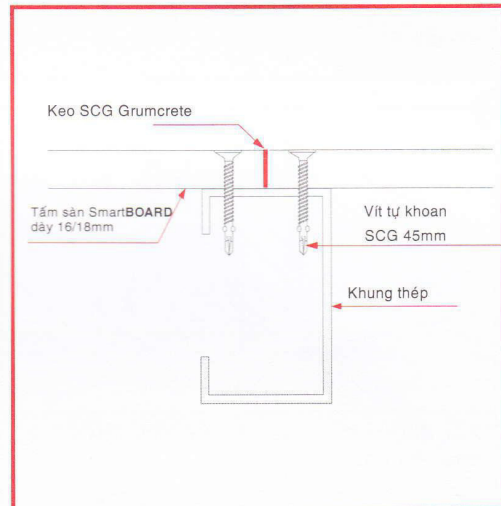 Keo SCG Grumcrete
Tấm sàn SmartBOARD
dày 16/18mm
Vít tự khoan
SCG 45mm
Khung thép